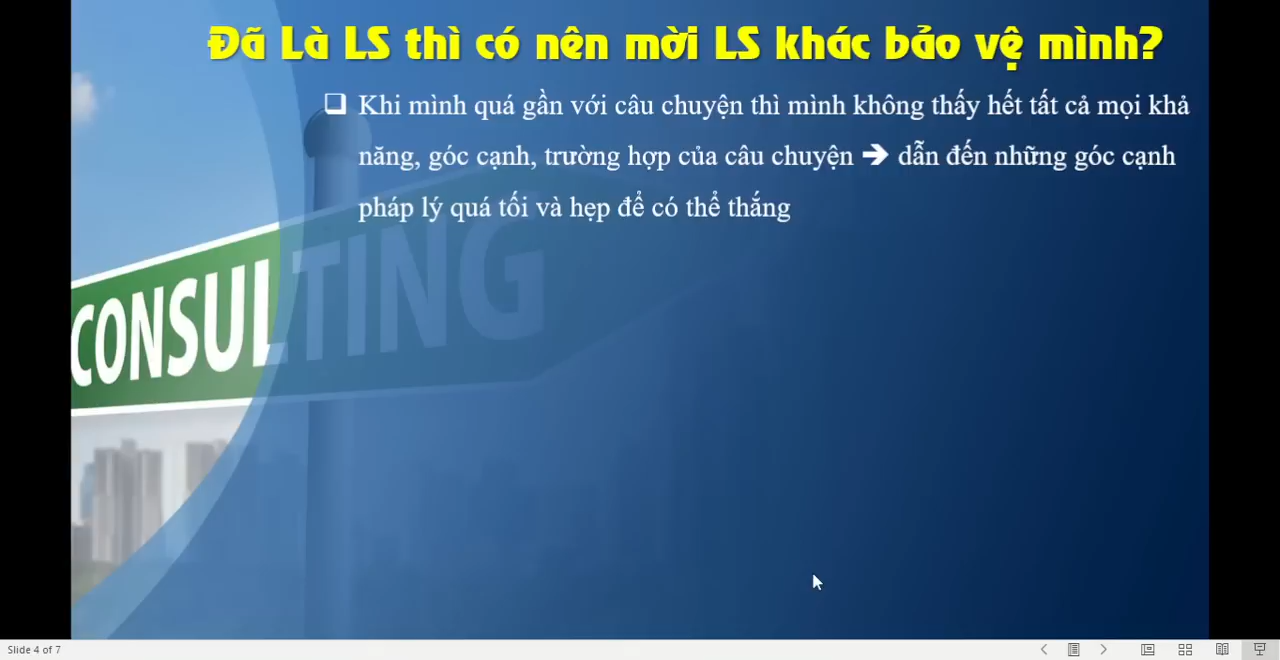 Đã Là LS thì có nên mời LS khác bảo vệ mình?
❑ Khi mình quá gần với câu chuyện thì mình không thấy hết tất cả mọi khả
năng, góc cạnh, trường hợp của câu chuyện ➔ dẫn đến những góc cạnh
pháp lý quá tối và hẹp để có thể thắng
CONSULTING
Slide 4 of 7